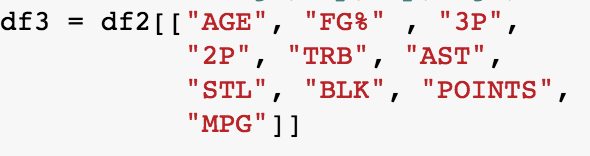 df3 = df2[["AGE", "FG%" , "3P",
"2P", "TRB", "AST",
"STL", "BLK", "POINTS",
"MPG"]]